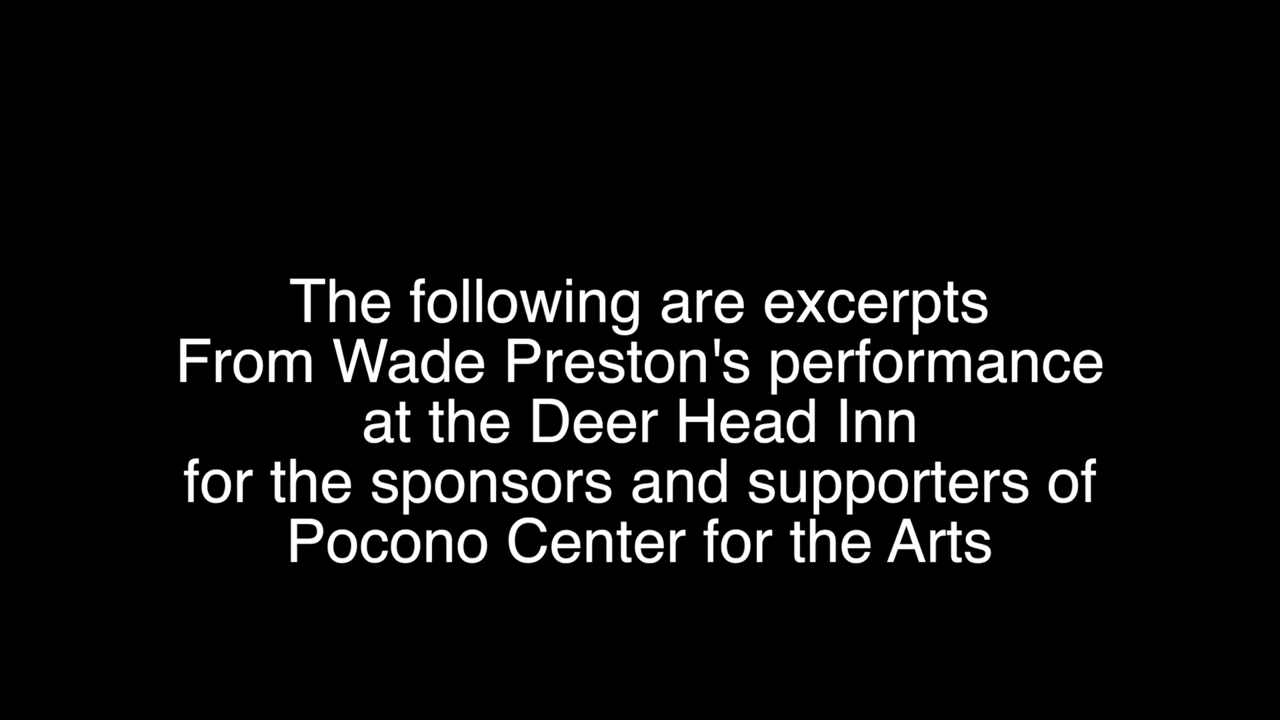 The following are excerpts
From Wade Preston's performance
at the Deer Head Inn
for the sponsors and supporters of
Pocono Center for the Arts